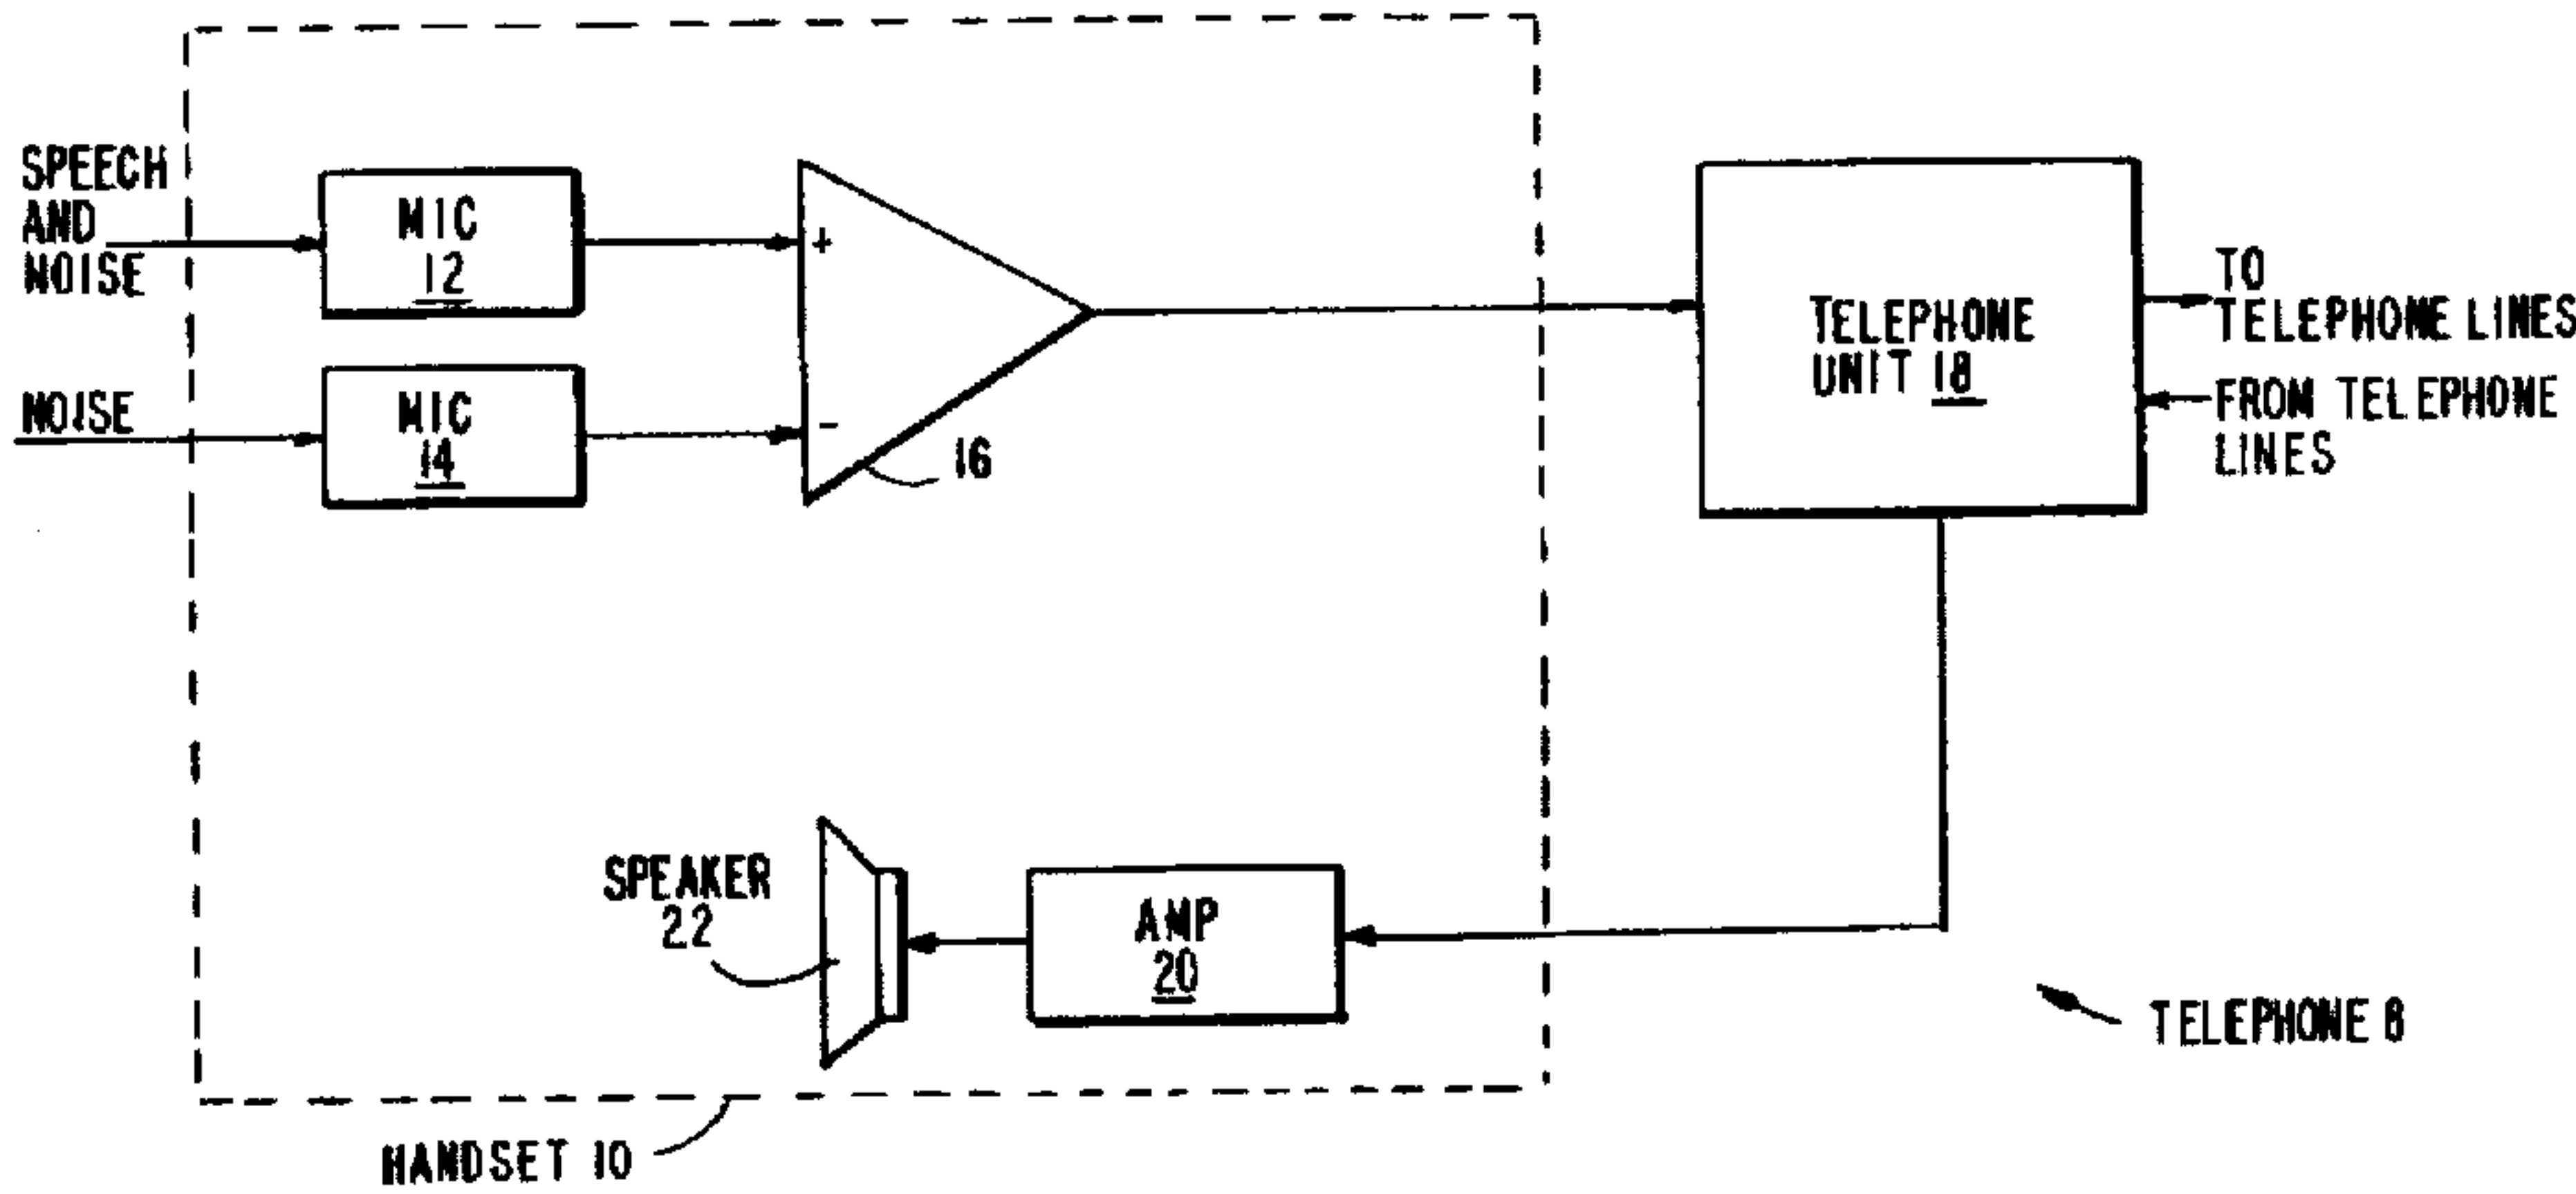 SPEECH
AND
NOISE
MIC
12
+
NOISE
MIC
14
-
16
TELEPHONE
UNIT 18
TO
TELEPHONE LINES
FROM TELEPHONE
LINES
SPEAKER
22
AMP
20
TELEPHONE 8
HANDSET 10